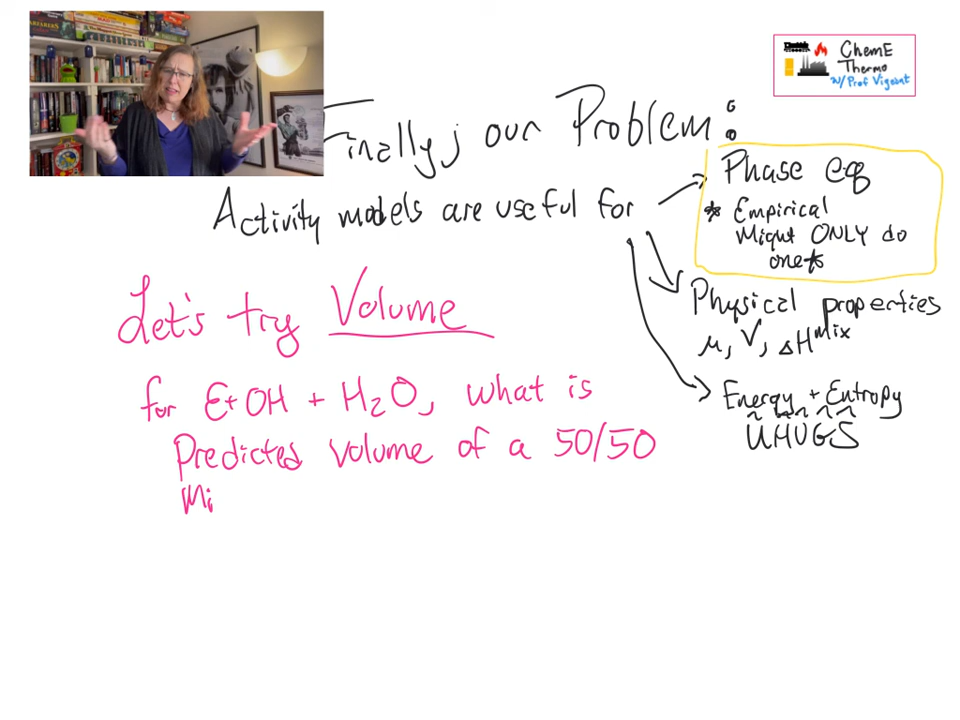 ChemE
Thermo
w/Prof Vigeant
Finally, our Problem:
Activity models are useful for
Phase eq
* Empirical
Might ONLY do
one*
Physical properties
μ, V, ΔHmix
Energy + Entropy
UHUGS
Let's try Volume
for EtOH + H2O, what is
Predicted volume of a 50/50
Mi